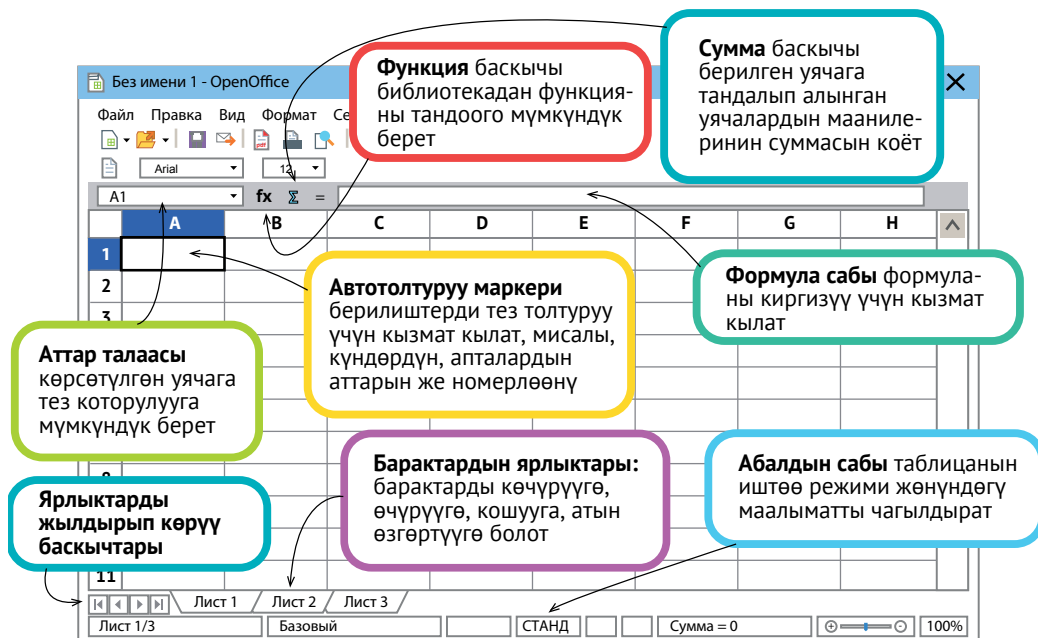 Без имени 1 - OpenOffice
Файл Правка Вид Формат Се
Arial
12
A1
fx Σ =
A B C D E F G H
1
2
3
11
Функция баскычы
библиотекадан функция-
ны тандоого мүмкүндүк
берет
Сумма баскычы
берилген уячага
тандалып алынган
уячалардын маániле-
ринин суммасын коёт
Автотолтуруу маркери
берилиштерди тез толтуруу
үчүн кызмат кылат, мисалы,
күндөрдүн, апталардын
аттарын же номерлөөнү
Формула сабы формула-
ны киргизүү үчүн кызмат
кылат
Аттар талаасы
көрсөтүлгөн уячага
тез которулууга
мүмкүндүк берет
Барактардын ярлыктары:
барактарды көчүрүүгө,
өчүрүүгө, кошууга, атын
өзгөртүүгө болот
Абалдын сабы таблицанын
иштөө режими жөнүндөгү
маалыматты чагылдырат
Ярлыктарды
жылдырып көрүү
баскычтары
Лист 1 Лист 2 Лист 3
Лист 1/3 Базовый СТАНД Сумма = 0 100%